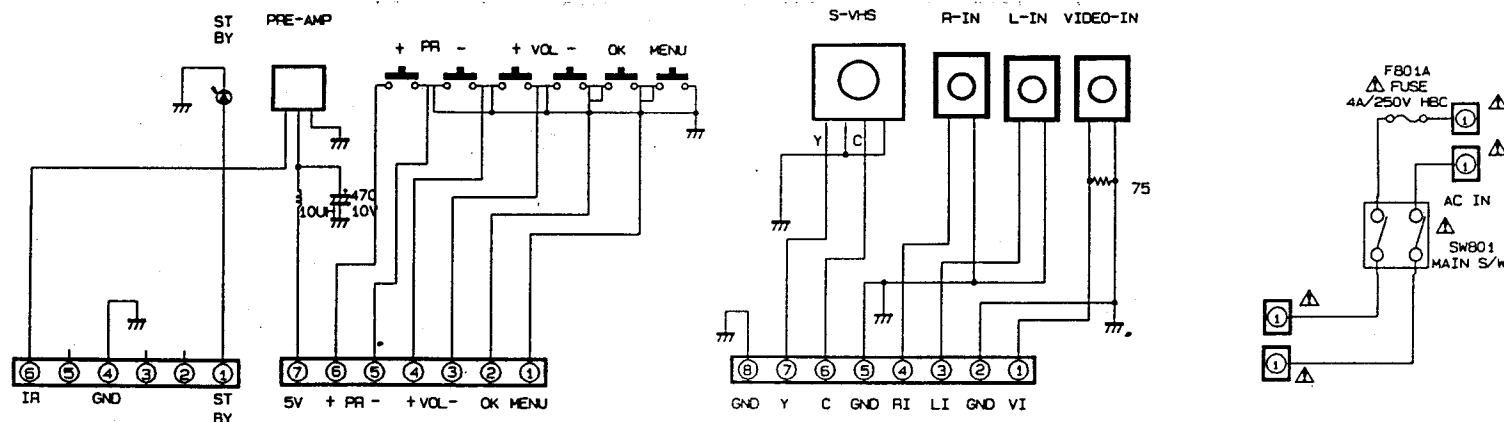 ST
BY
PRE-AMP
+ PR -
+ VOL -
OK
MENU
470
10V
10UH
6 5 4 3 2 1
IR
GND
ST
BY
7 6 5 4 3 2 1
5V + PR - + VOL- OK MENU
S-VHS
R-IN
L-IN
VIDEO-IN
Y
C
75
8 7 6 5 4 3 2 1
GND Y C GND RI LI GND VI
F801A
FUSE
4A/250V HBC
1
1
AC IN
SW801
MAIN S/W
1
1